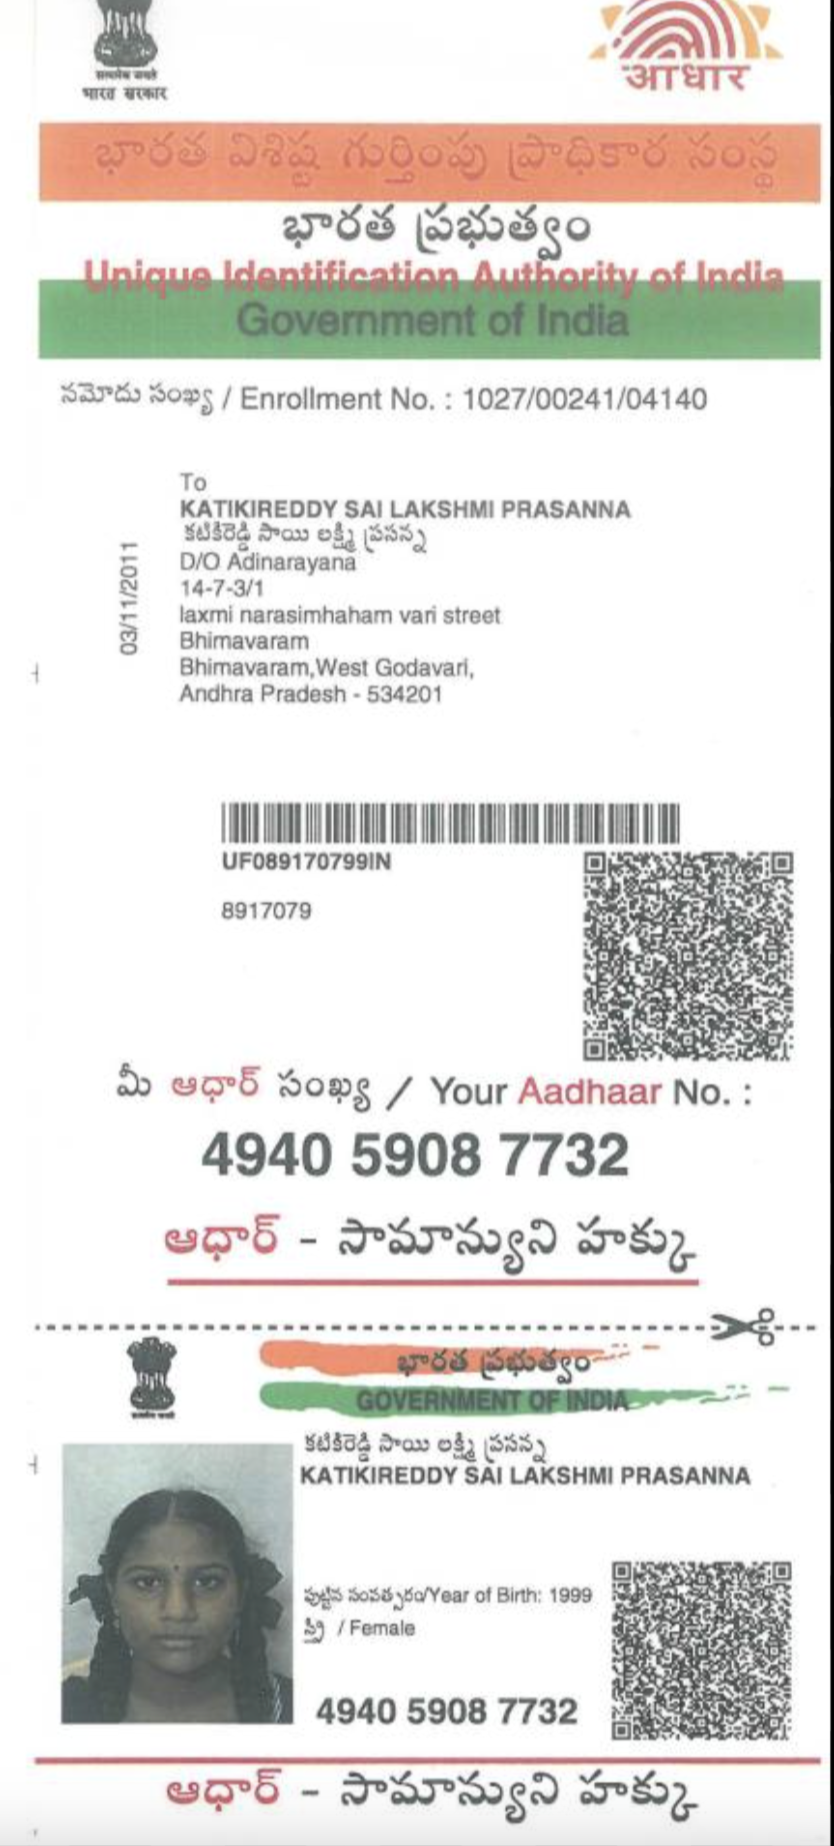 सत्यमेव जयते
भारत सरकार
आधार
భారత విశిష్ట గుర్తింపు ప్రాధికార సంస్థ
భారత ప్రభుత్వం
Unique Identification Authority of India
Government of India
నమోదు సంఖ్య / Enrollment No. : 1027/00241/04140
To
KATIKIREDDY SAI LAKSHMI PRASANNA
కటికిరెడ్డి సాయి లక్ష్మీ ప్రసన్న
D/O Adinarayana
14-7-3/1
laxmi narasimhaham vari street
Bhimavaram
Bhimavaram,West Godavari,
Andhra Pradesh - 534201
03/11/2011
UF089170799IN
8917079
మీ ఆధార్ సంఖ్య / Your Aadhaar No. :
4940 5908 7732
ఆధార్ - సామాన్యుని హక్కు
భారత ప్రభుత్వం
GOVERNMENT OF INDIA
కటికిరెడ్డి సాయి లక్ష్మీ ప్రసన్న
KATIKIREDDY SAI LAKSHMI PRASANNA
పుట్టిన సంవత్సరం/Year of Birth: 1999
స్త్రీ / Female
4940 5908 7732
ఆధార్ - సామాన్యుని హక్కు